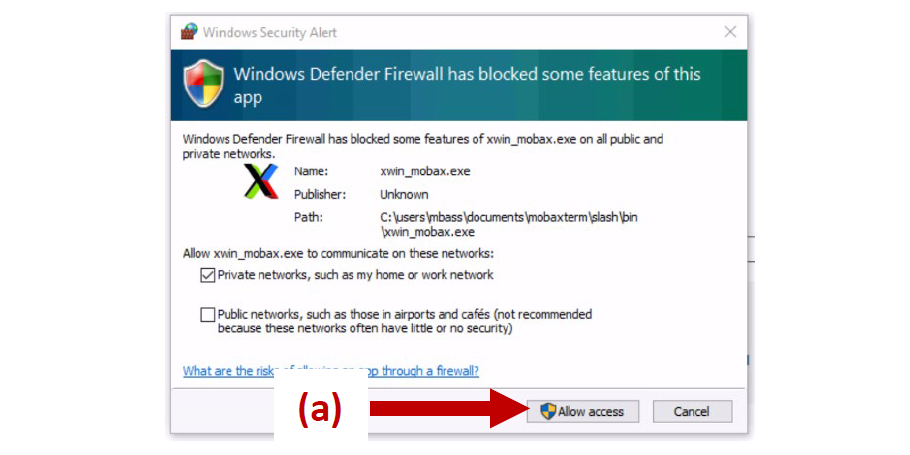 Windows Security Alert
Windows Defender Firewall has blocked some features of this
app
Windows Defender Firewall has blocked some features of xwin_mobax.exe on all public and
private networks.
Name: xwin_mobax.exe
Publisher: Unknown
Path: C:\users\mbass\documents\mobaxterm\slash\bin
\xwin_mobax.exe
Allow xwin_mobax.exe to communicate on these networks:
Private networks, such as my home or work network
Public networks, such as those in airports and cafés (not recommended
because these networks often have little or no security)
What are the risks of allowing an app through a firewall?
(a) Allow access Cancel